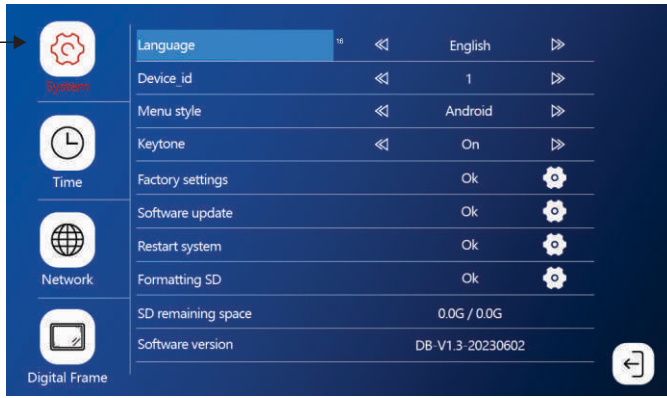 System
Time
Network
Digital Frame
Language 16 English
Device_id 1
Menu style Android
Keytone On
Factory settings Ok
Software update Ok
Restart system Ok
Formatting SD Ok
SD remaining space 0.0G / 0.0G
Software version DB-V1.3-20230602